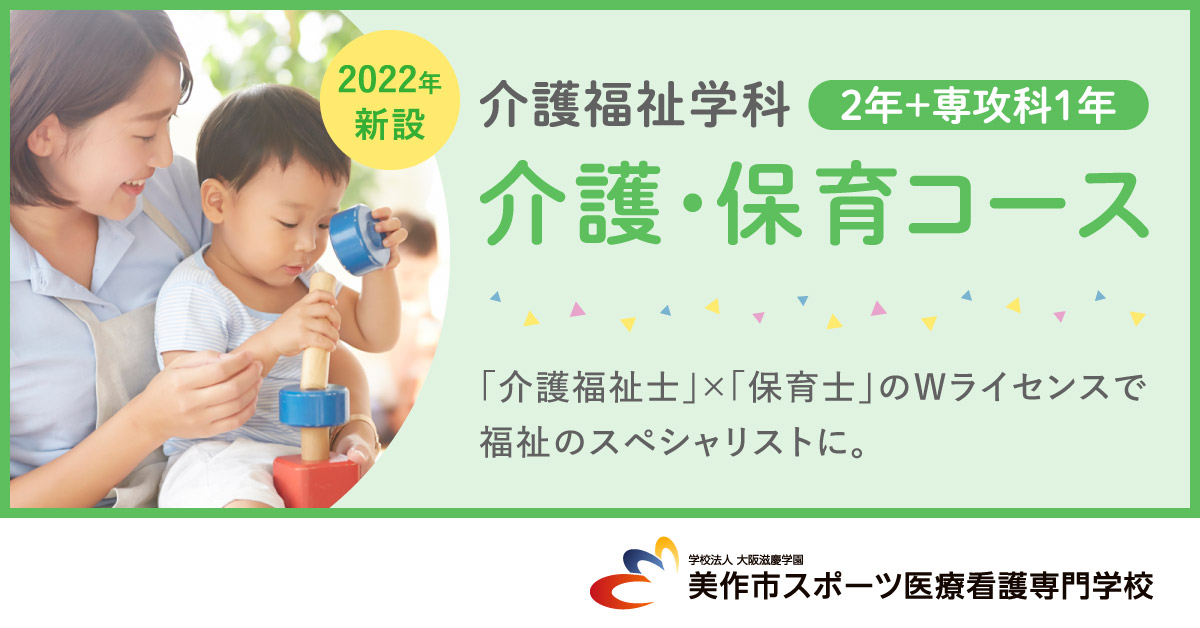 2022年
新設
介護福祉学科
2年+専攻科1年
介護・保育コース
「介護福祉士」×「保育士」のWライセンスで
福祉のスペシャリストに。
学校法人 大阪滋慶学園
美作市スポーツ医療看護専門学校